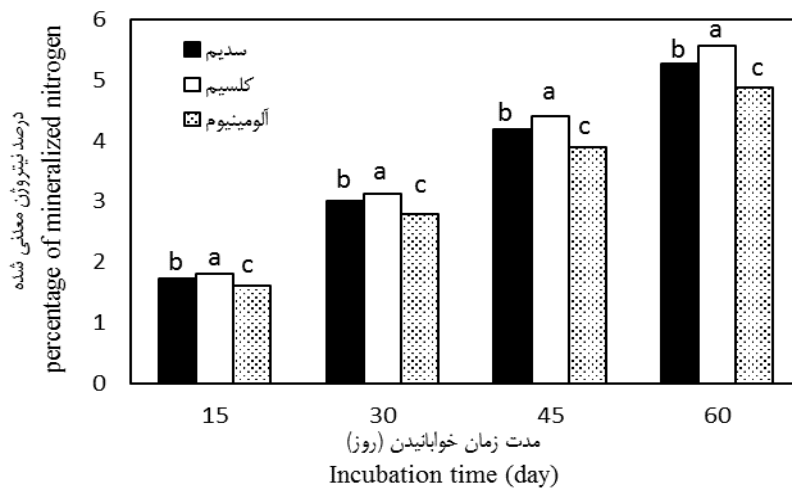 درصد نیتروژن معدنی شده
percentage of mineralized nitrogen
6
5
4
3
2
1
0
سدیم
کلسیم
آلومینیوم
b a c
b a c
b a c
b a c
15 30 45 60
مدت زمان خوابانیدن (روز)
Incubation time (day)